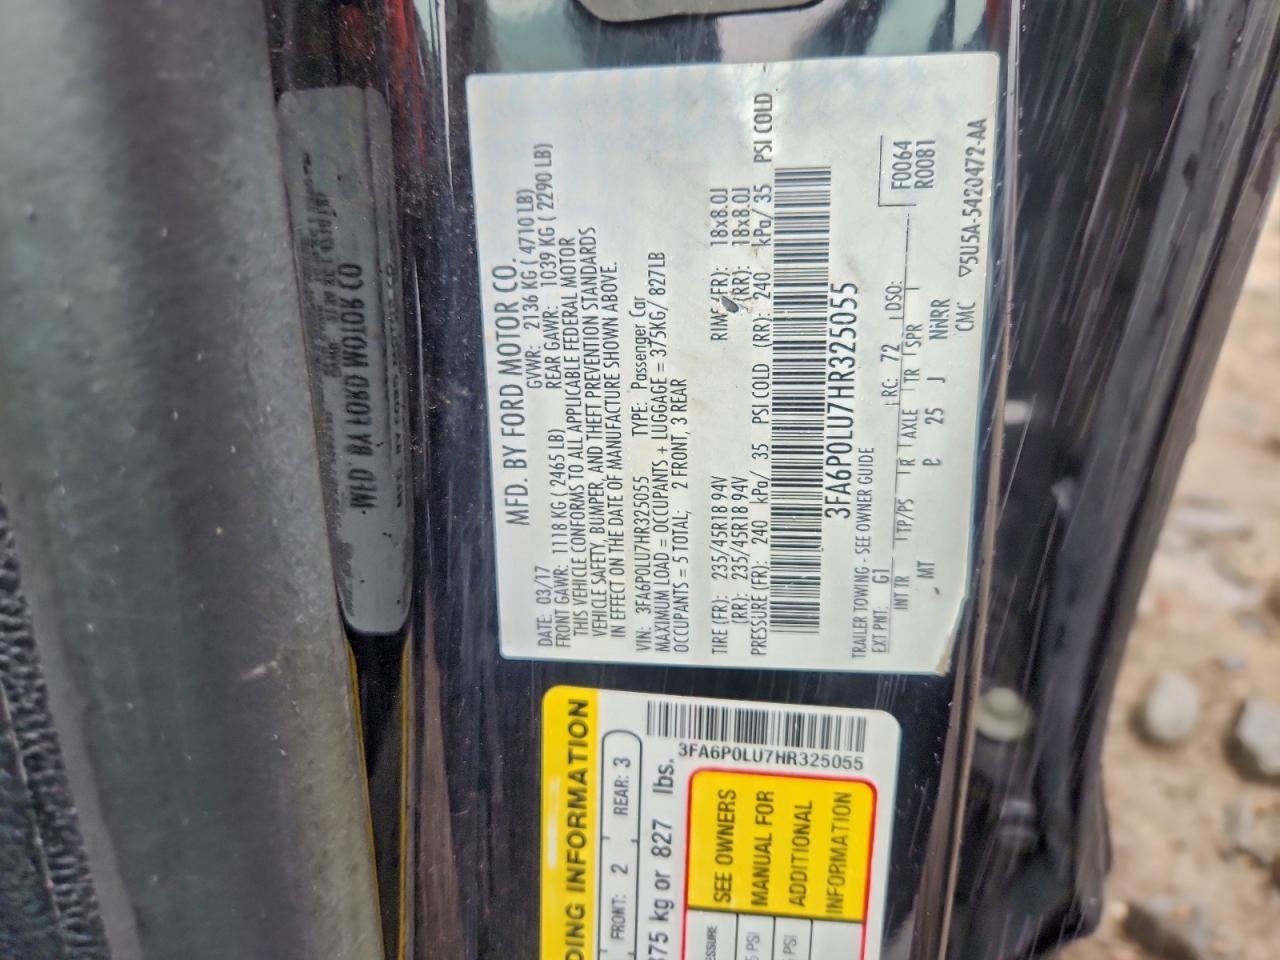 MFD. BY FORD MOTOR CO.
DATE: 03/17 GVWR: 2136 KG ( 4710 LB)
FRONT GAWR: 1118 KG ( 2465 LB) REAR GAWR: 1039 KG ( 2290 LB)
THIS VEHICLE CONFORMS TO ALL APPLICABLE FEDERAL MOTOR
VEHICLE SAFETY, BUMPER, AND THEFT PREVENTION STANDARDS
IN EFFECT ON THE DATE OF MANUFACTURE SHOWN ABOVE.
VIN: 3FA6P0LU7HR325055 TYPE: Passenger Car
MAXIMUM LOAD = OCCUPANTS + LUGGAGE = 375KG/ 827LB
OCCUPANTS = 5 TOTAL; 2 FRONT, 3 REAR
TIRE (FR): 235/45R18 94V RIMS(FR): 18x8.0J
(RR): 235/45R18 94V (RR): 18x8.0J
PRESSURE (FR): 240 kPa/ 35 PSI COLD (RR): 240 kPa/ 35 PSI COLD
3FA6P0LU7HR325055
TRAILER TOWING - SEE OWNER GUIDE
EXT PNT: G1 RC: 72 DSO: F0064
R0081
INT TR TP/PS R AXLE TR SPR
MT P 25 J NNRR
CMC ▽5U5A-5420472-AA
DING INFORMATION
FRONT: 2 REAR: 3
375 kg or 827 lbs.
3FA6P0LU7HR325055
SEE OWNERS
MANUAL FOR
ADDITIONAL
INFORMATION
PSI
PSI
MFD. BY FORD MOTOR CO